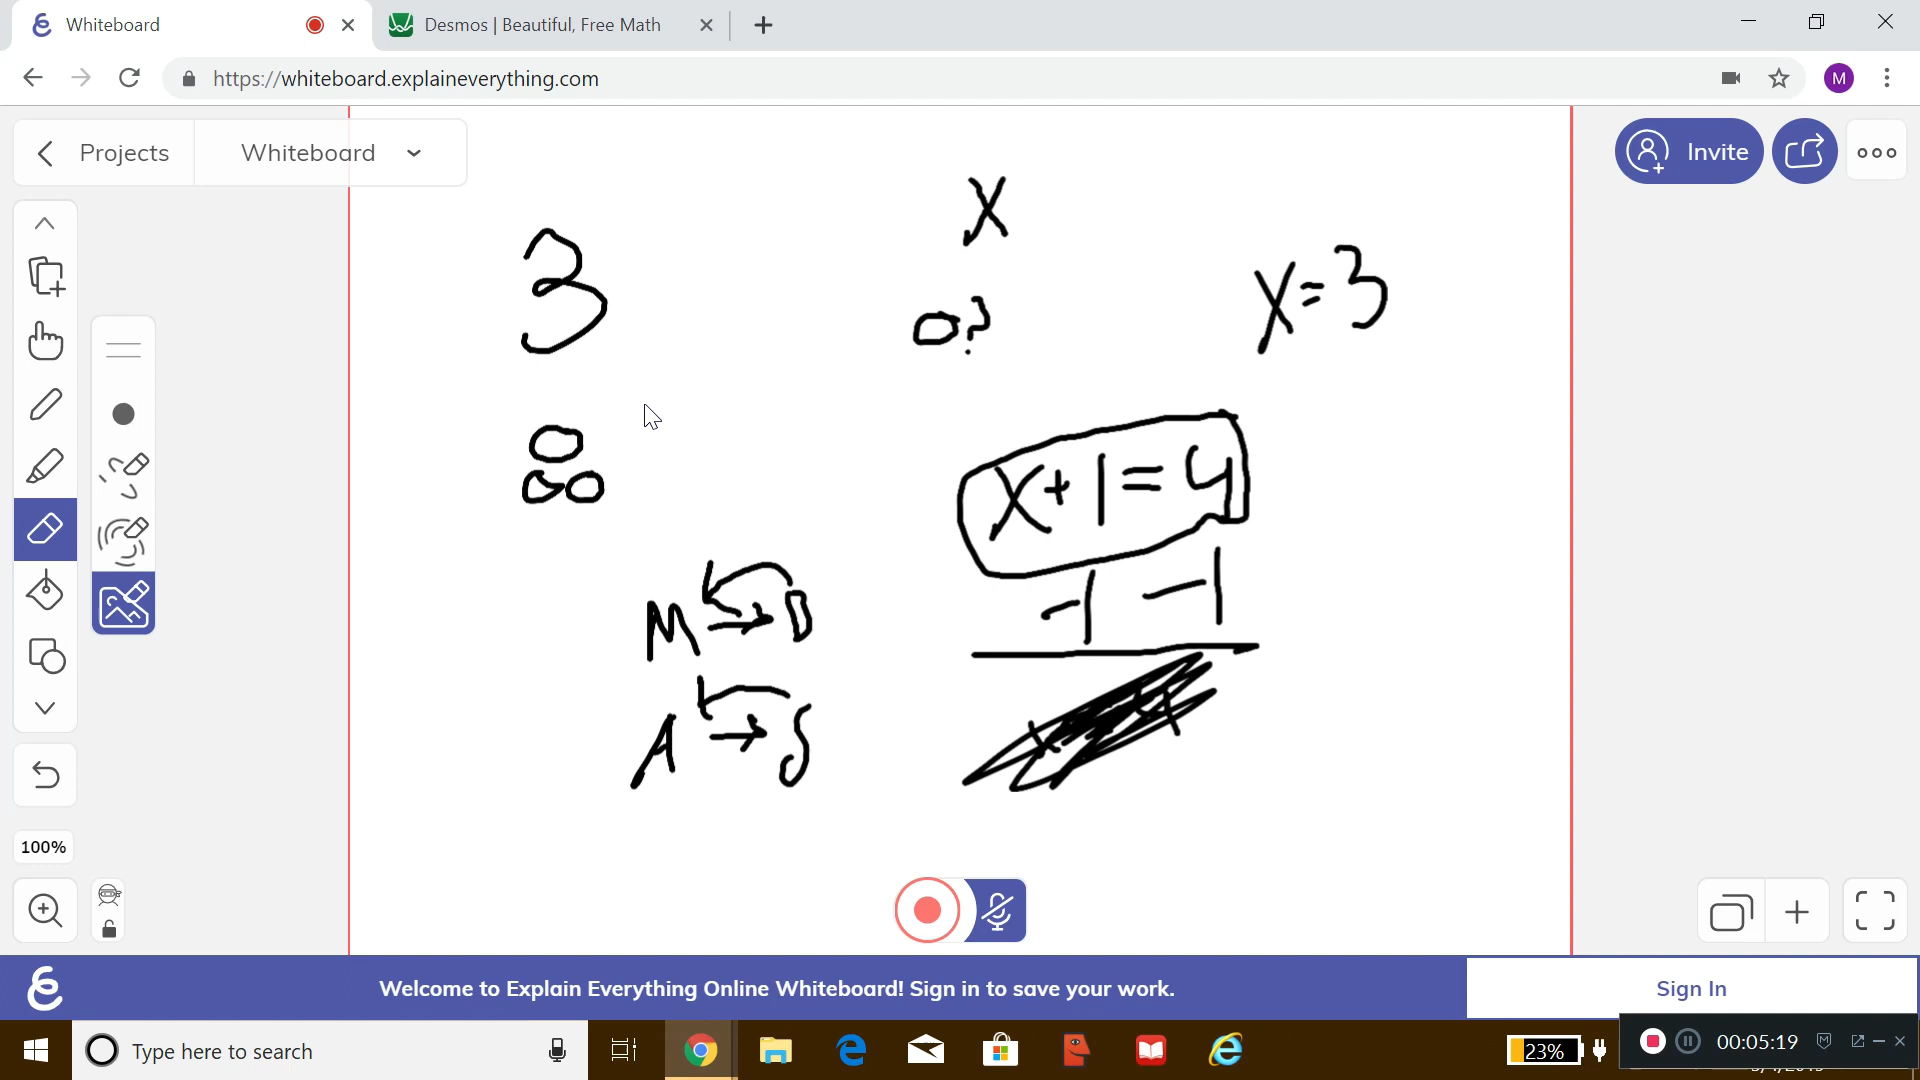 Whiteboard
Desmos | Beautiful, Free Math
https://whiteboard.explaineverything.com
M
Projects
Whiteboard
Invite
3
X
o?
X=3
X+1=4
-1 -1
M D
A S
100%
Welcome to Explain Everything Online Whiteboard! Sign in to save your work.
Sign In
Type here to search
23%
00:05:19